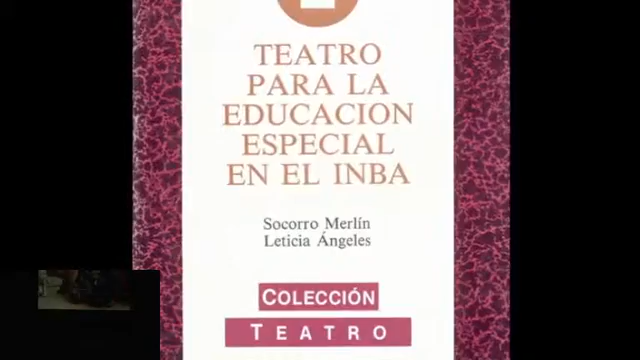 TEATRO
PARA LA
EDUCACION
ESPECIAL
EN EL INBA
Socorro Merlín
Leticia Ángeles
COLECCIÓN
TEATRO